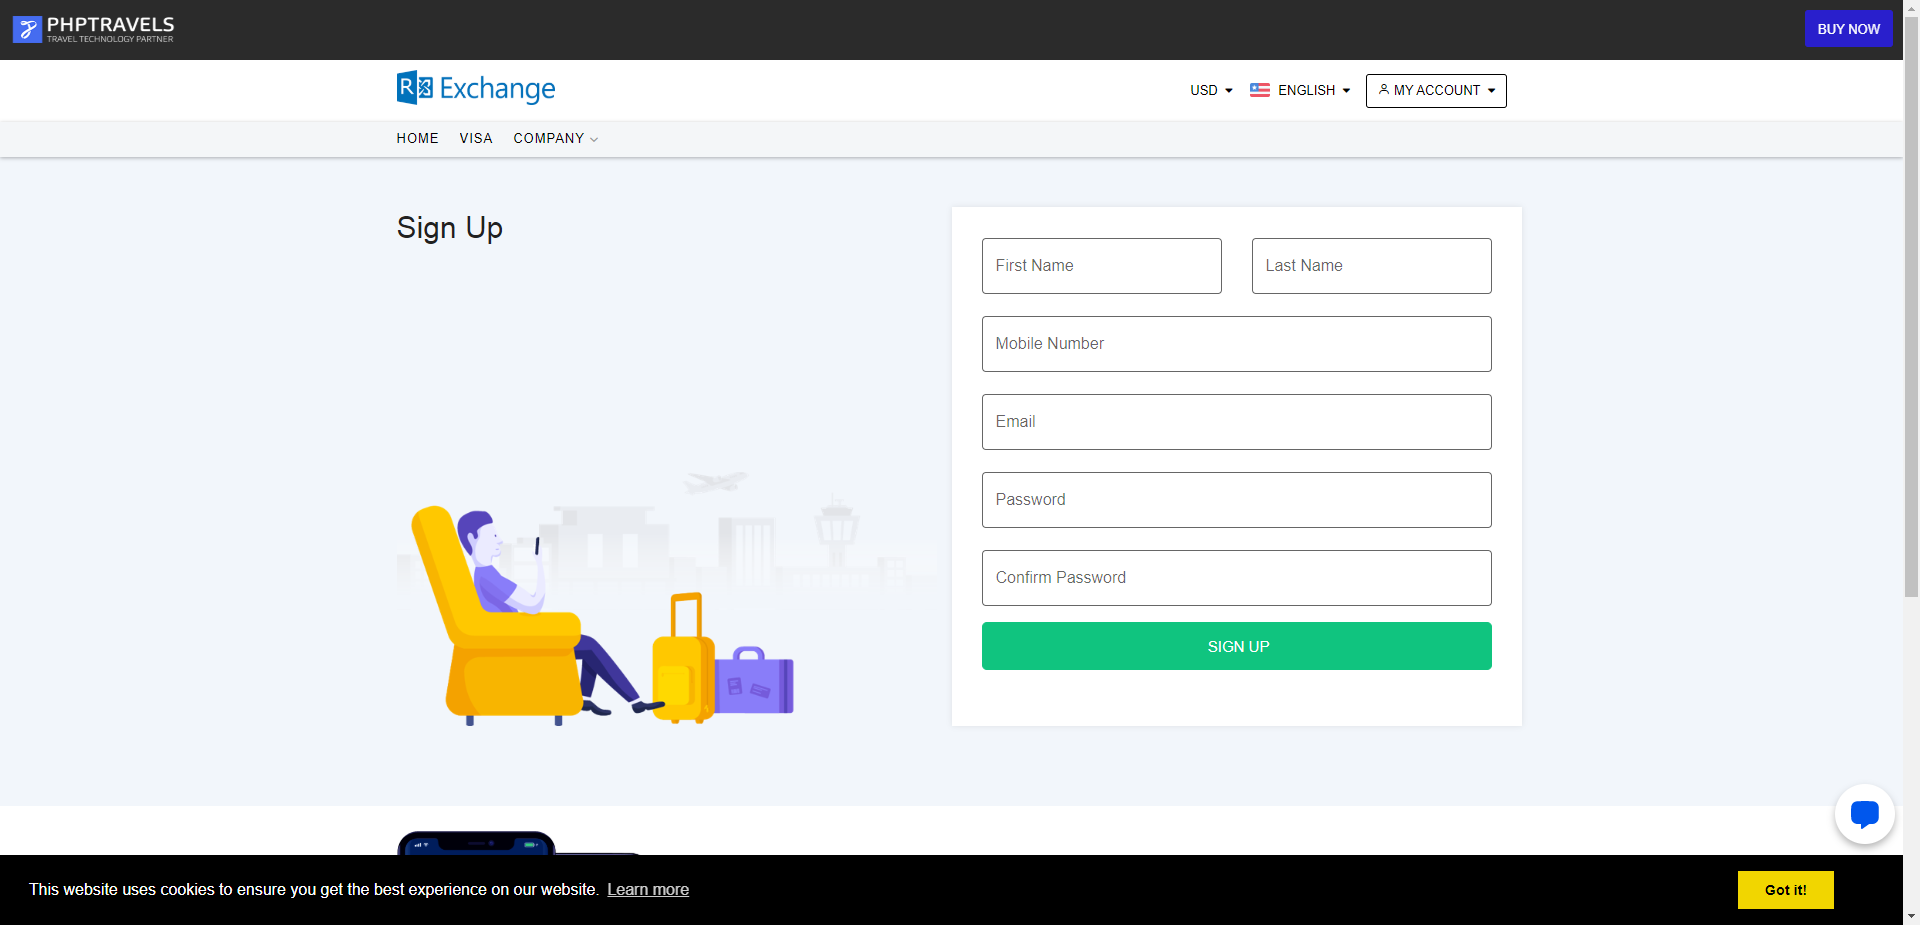 PHPTRAVELS
TRAVEL TECHNOLOGY PARTNER
BUY NOW
R Exchange
USD
ENGLISH
MY ACCOUNT
HOME VISA COMPANY
Sign Up
First Name
Last Name
Mobile Number
Email
Password
Confirm Password
SIGN UP
This website uses cookies to ensure you get the best experience on our website. Learn more
Got it!